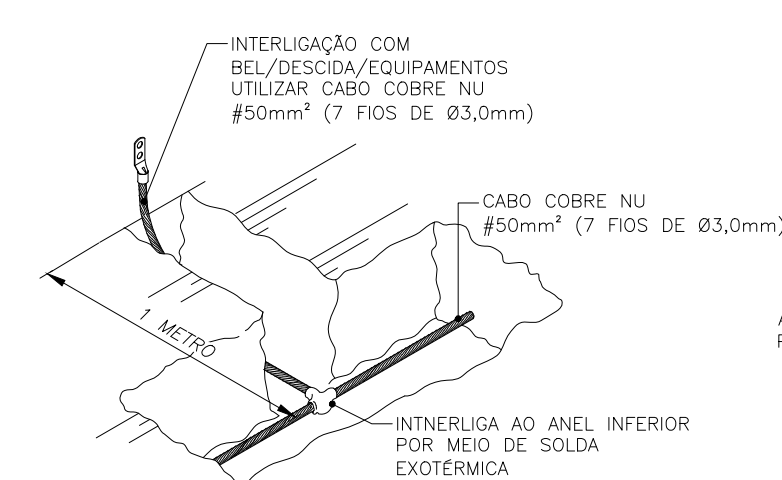 INTERLIGAÇÃO COM
BEL/DESCIDA/EQUIPAMENTOS
UTILIZAR CABO COBRE NU
#50mm² (7 FIOS DE Ø3,0mm)
CABO COBRE NU
#50mm² (7 FIOS DE Ø3,0mm)
1 METRO
INTNERLIGA AO ANEL INFERIOR
POR MEIO DE SOLDA
EXOTÉRMICA